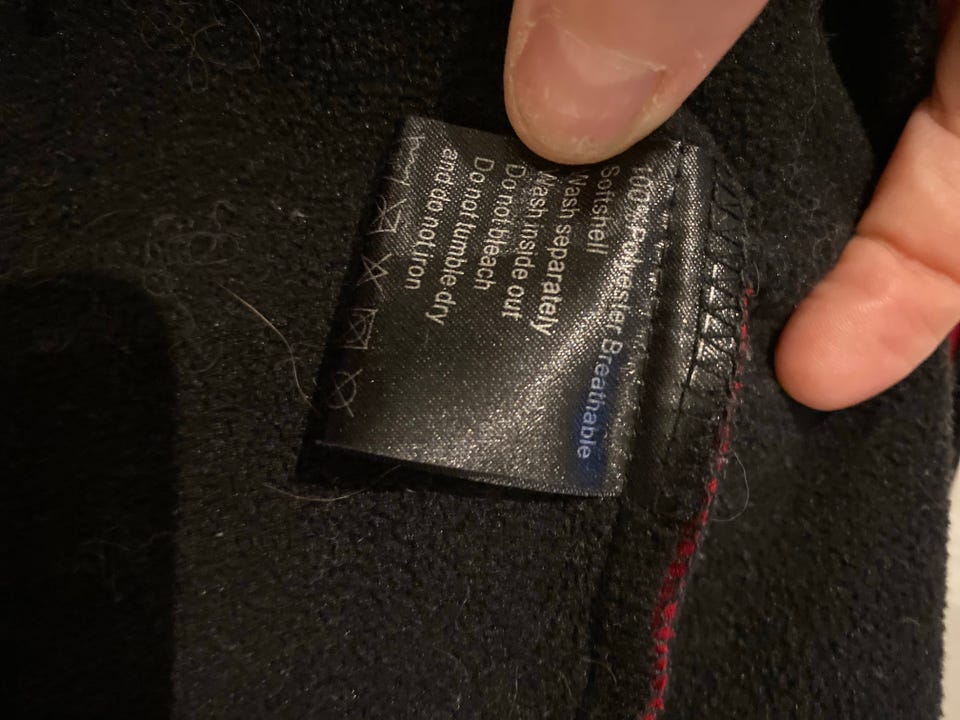 100% Polyester Breathable
Softshel
Wash separately
Wash inside out
Do not bleach
Do not tumble dry
and do not iron